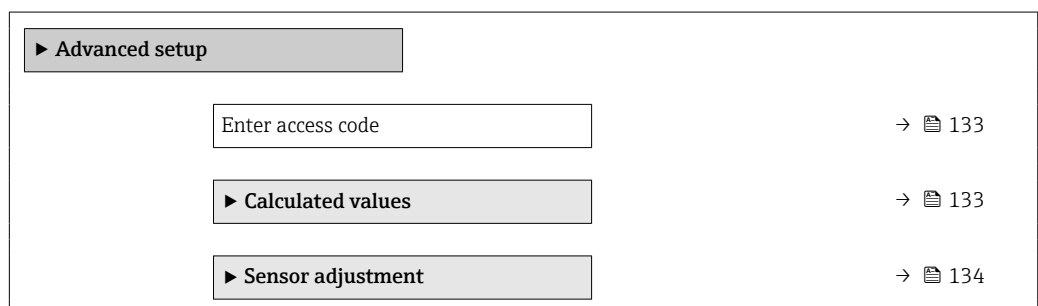 ▶ Advanced setup
Enter access code → 🖹 133
▶ Calculated values → 🖹 133
▶ Sensor adjustment → 🖹 134